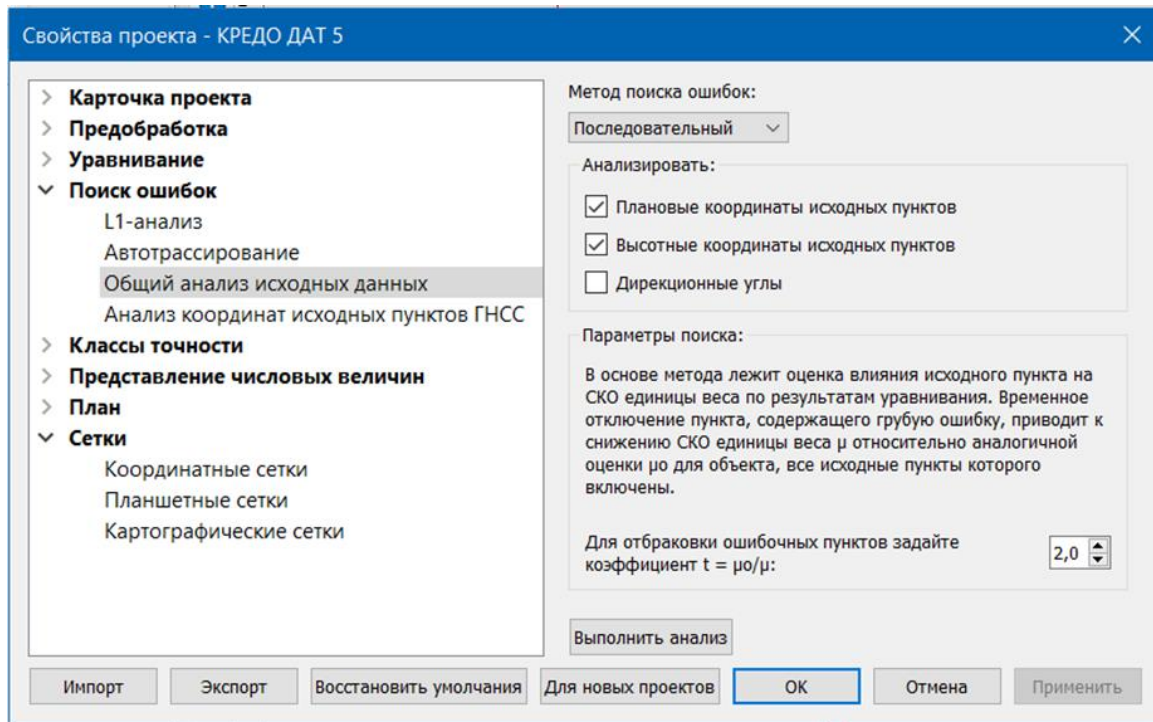 Свойства проекта - КРЕДО ДАТ 5
Карточка проекта
Предобработка
Уравнивание
Поиск ошибок
L1-анализ
Автотрассирование
Общий анализ исходных данных
Анализ координат исходных пунктов ГНСС
Классы точности
Представление числовых величин
План
Сетки
Координатные сетки
Планшетные сетки
Картографические сетки
Метод поиска ошибок:
Последовательный
Анализировать:
Плановые координаты исходных пунктов
Высотные координаты исходных пунктов
Дирекционные углы
Параметры поиска:
В основе метода лежит оценка влияния исходного пункта на
СКО единицы веса по результатам уравнивания. Временное
отключение пункта, содержащего грубую ошибку, приводит к
снижению СКО единицы веса μ относительно аналогичной
оценки μо для объекта, все исходные пункты которого
включены.
Для отбраковки ошибочных пунктов задайте
коэффициент t = μо/μ:
2,0
Выполнить анализ
Импорт
Экспорт
Восстановить умолчания
Для новых проектов
ОК
Отмена
Применить